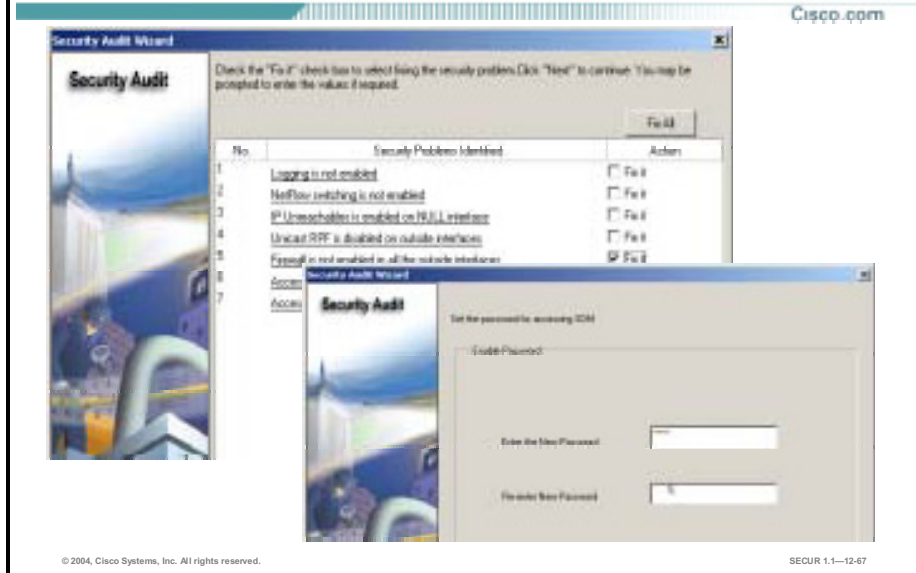 Cisco.com
Security Audit Wizard
Security Audit
Check the "Fix it" check box to select fixing the security problem. Click "Next" to continue. You may be
prompted to enter the values if required.
Fix All
No. Security Problems Identified Action
1 Logging is not enabled Fix it
2 NetFlow switching is not enabled Fix it
3 IP Unreachables is enabled on NULL interface Fix it
4 Unicast RPF is disabled on outside interfaces Fix it
5 Firewall is not enabled in all the outside interfaces Fix it
6 Access
7 Access
Security Audit Wizard
Security Audit
Set the password for accessing SDM
Enable Password
Enter the New Password
Re-enter New Password
© 2004, Cisco Systems, Inc. All rights reserved.
SECUR 1.1—12-67